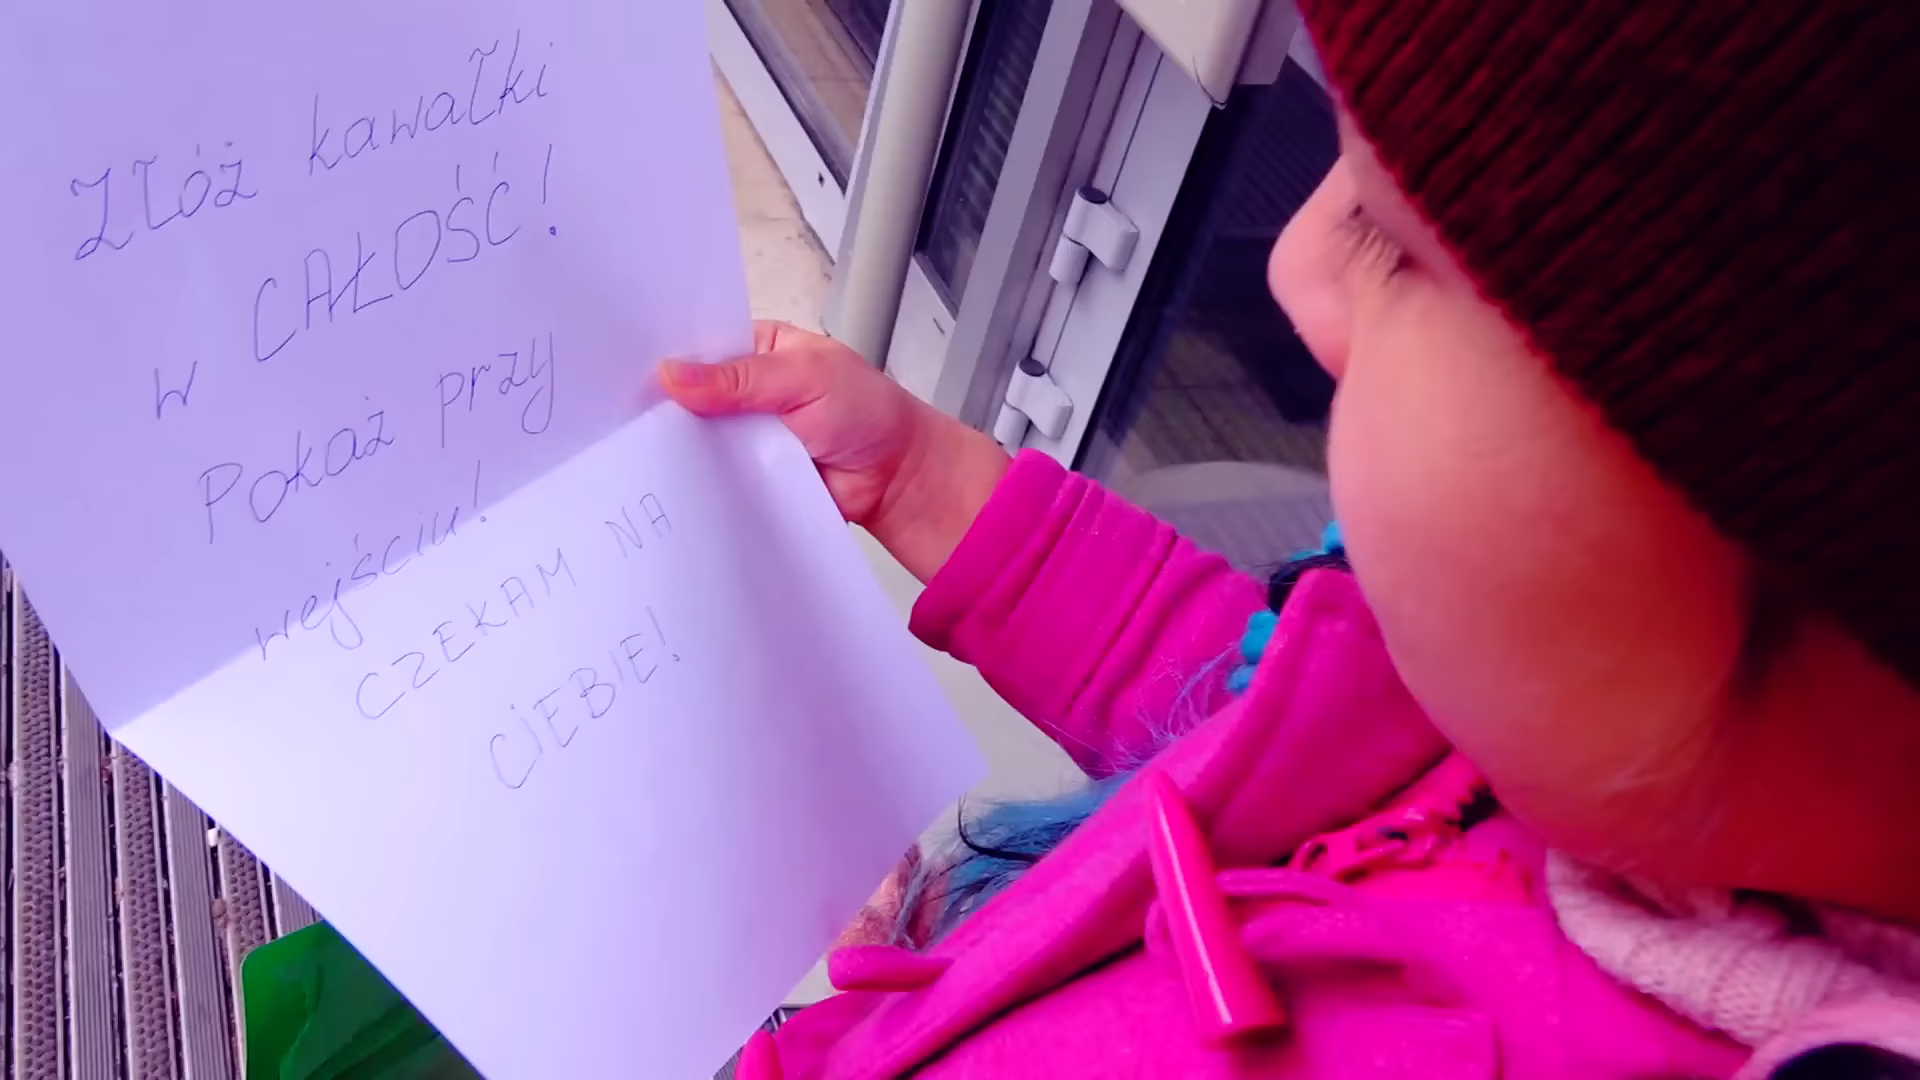 Złóż kawałki
w CAŁOŚĆ!
Pokaż przy
wejściu!
CZEKAM NA
CIEBIE!